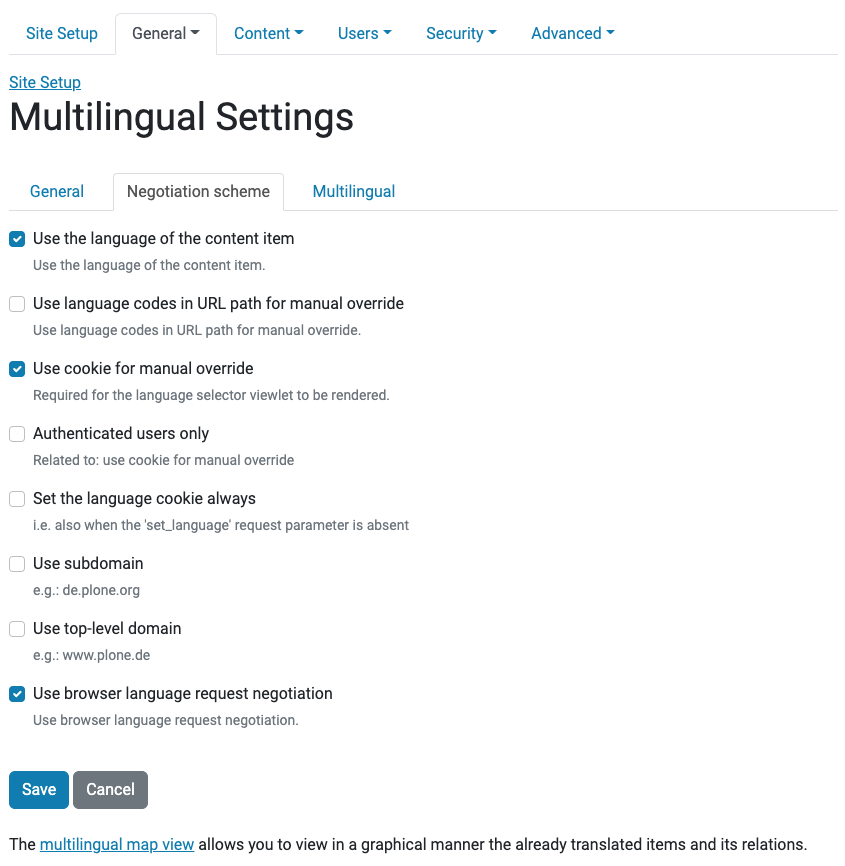 Site Setup General Content Users Security Advanced
Site Setup
Multilingual Settings
General Negotiation scheme Multilingual
Use the language of the content item
Use the language of the content item.
Use language codes in URL path for manual override
Use language codes in URL path for manual override.
Use cookie for manual override
Required for the language selector viewlet to be rendered.
Authenticated users only
Related to: use cookie for manual override
Set the language cookie always
i.e. also when the 'set_language' request parameter is absent
Use subdomain
e.g.: de.plone.org
Use top-level domain
e.g.: www.plone.de
Use browser language request negotiation
Use browser language request negotiation.
Save Cancel
The multilingual map view allows you to view in a graphical manner the already translated items and its relations.